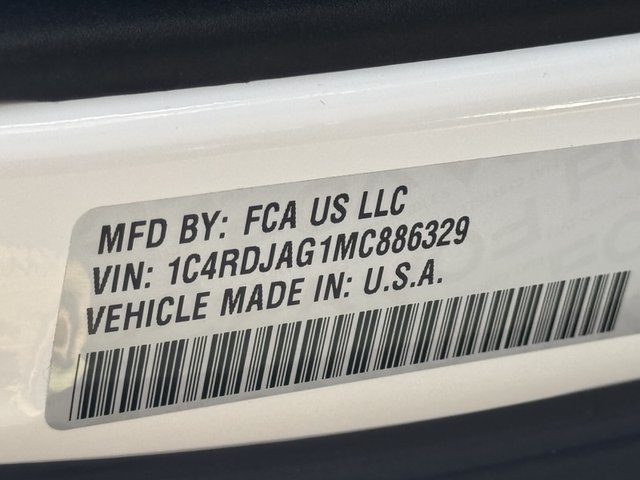 MFD BY: FCA US LLC
VIN: 1C4RDJAG1MC886329
VEHICLE MADE IN: U.S.A.